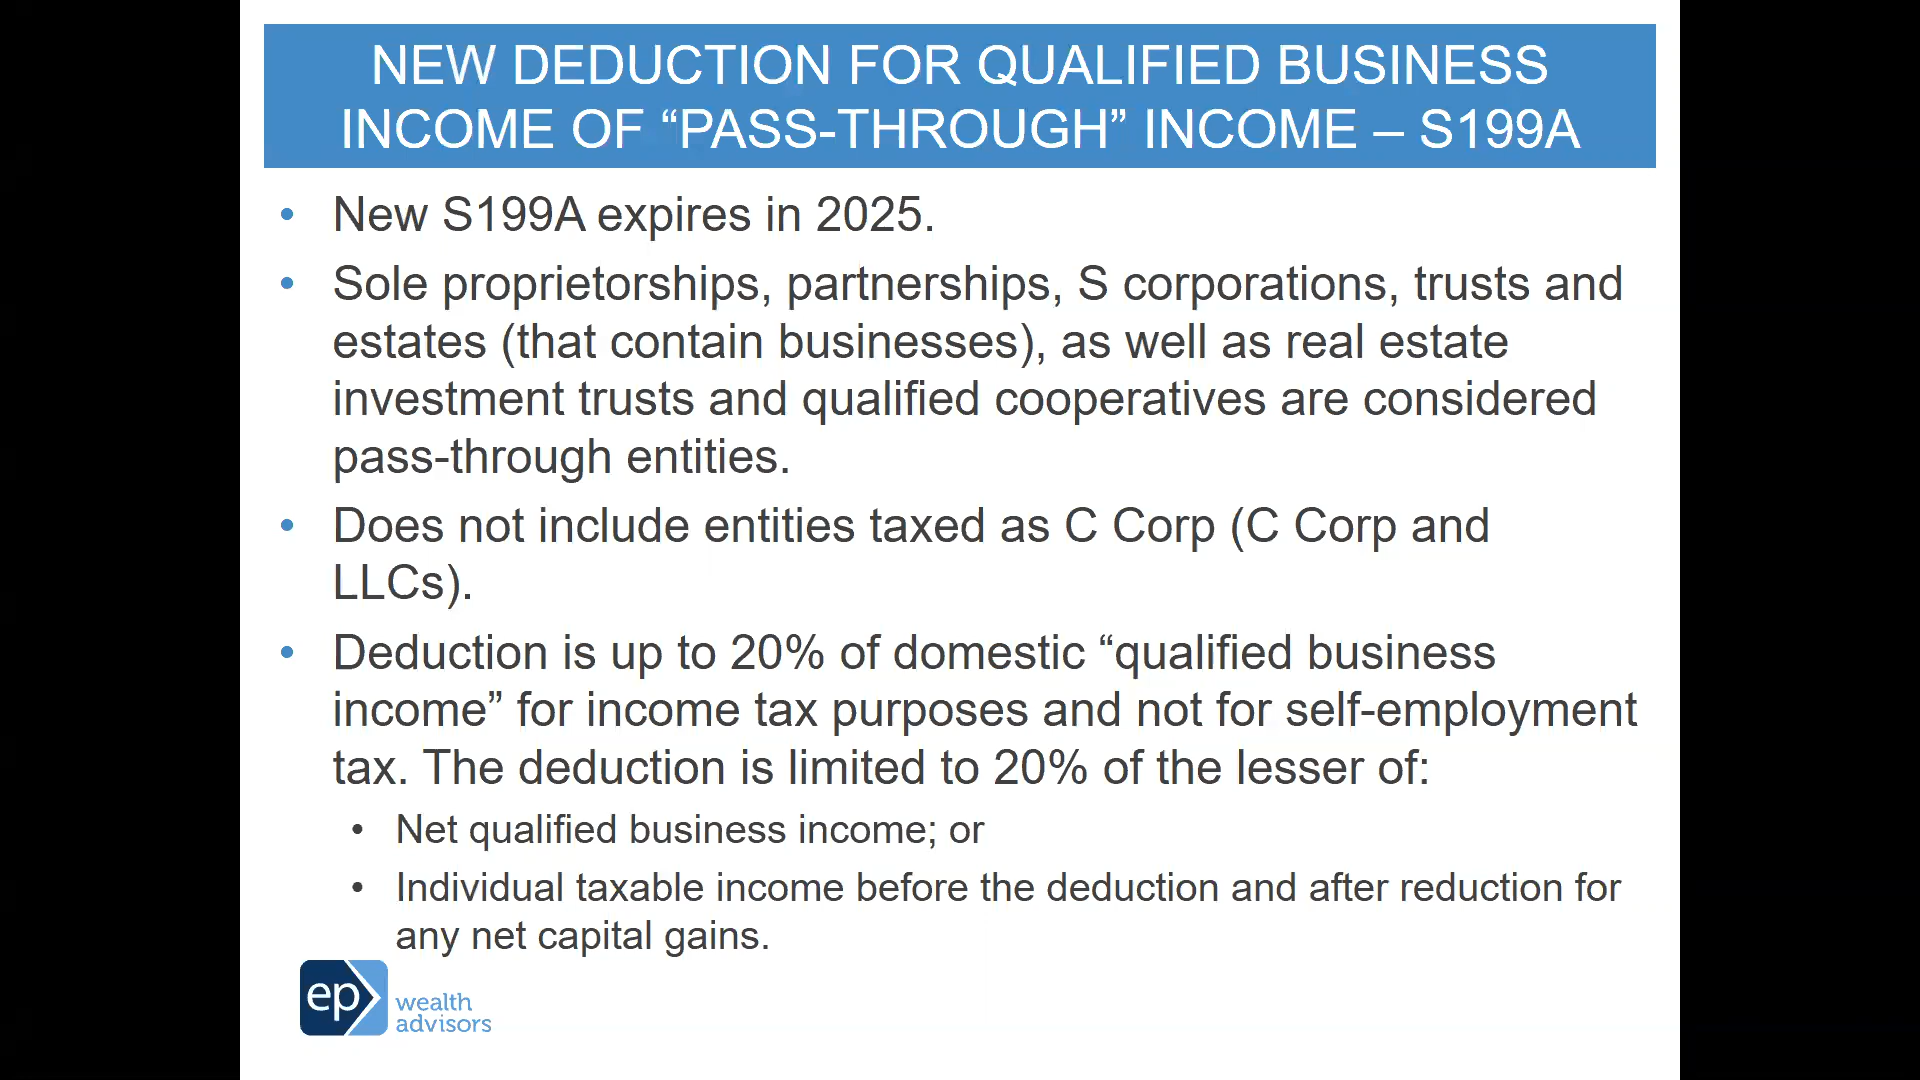 NEW DEDUCTION FOR QUALIFIED BUSINESS
INCOME OF “PASS-THROUGH” INCOME – S199A
• New S199A expires in 2025.
• Sole proprietorships, partnerships, S corporations, trusts and
estates (that contain businesses), as well as real estate
investment trusts and qualified cooperatives are considered
pass-through entities.
• Does not include entities taxed as C Corp (C Corp and
LLCs).
• Deduction is up to 20% of domestic “qualified business
income” for income tax purposes and not for self-employment
tax. The deduction is limited to 20% of the lesser of:
• Net qualified business income; or
• Individual taxable income before the deduction and after reduction for
any net capital gains.
ep
wealth
advisors